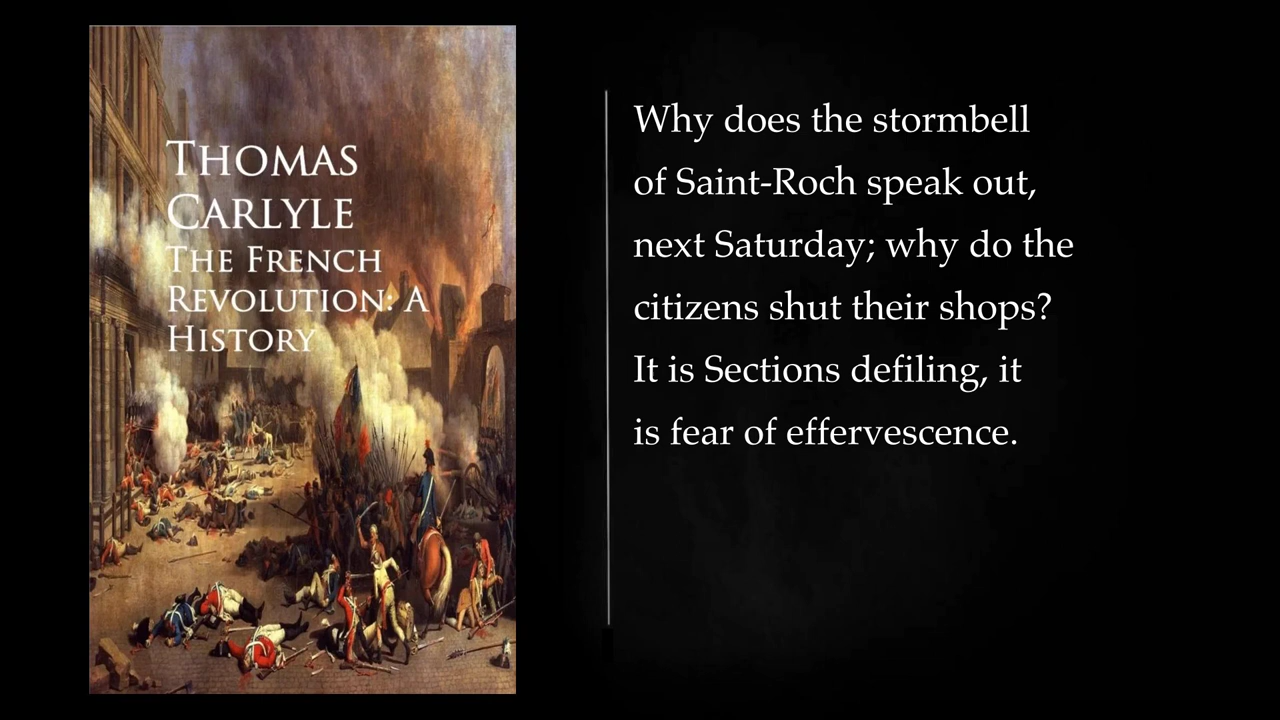 THOMAS
CARLYLE
THE FRENCH
REVOLUTION: A
HISTORY
Why does the stormbell
of Saint-Roch speak out,
next Saturday; why do the
citizens shut their shops?
It is Sections defiling, it
is fear of effervescence.